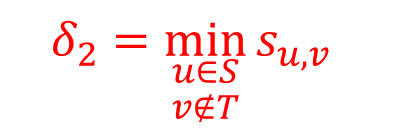 δ₂ = min s_{u,v}
u∈S
v∉T